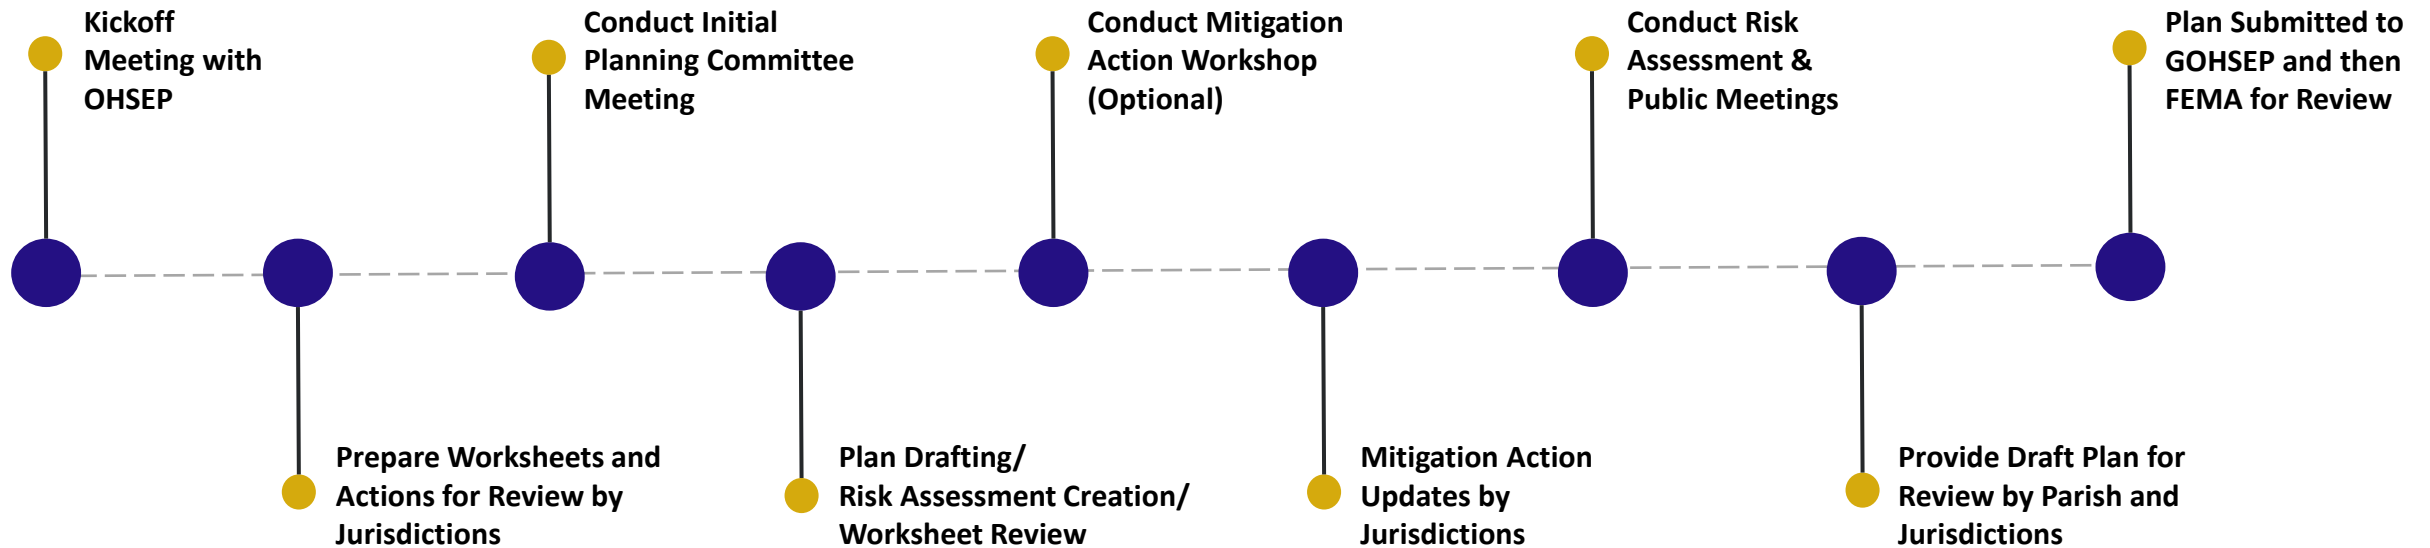 Kickoff
Meeting with
OHSEP
Prepare Worksheets and
Actions for Review by
Jurisdictions
Conduct Initial
Planning Committee
Meeting
Plan Drafting/
Risk Assessment Creation/
Worksheet Review
Conduct Mitigation
Action Workshop
(Optional)
Mitigation Action
Updates by
Jurisdictions
Conduct Risk
Assessment &
Public Meetings
Provide Draft Plan for
Review by Parish and
Jurisdictions
Plan Submitted to
GOHSEP and then
FEMA for Review